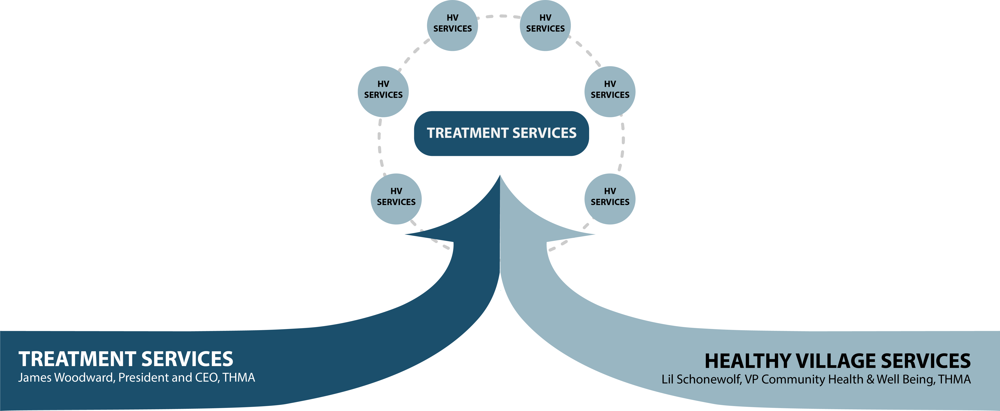 HV
SERVICES
HV
SERVICES
HV
SERVICES
HV
SERVICES
TREATMENT SERVICES
HV
SERVICES
HV
SERVICES
TREATMENT SERVICES
James Woodward, President and CEO, THMA
HEALTHY VILLAGE SERVICES
Lil Schonewolf, VP Community Health & Well Being, THMA